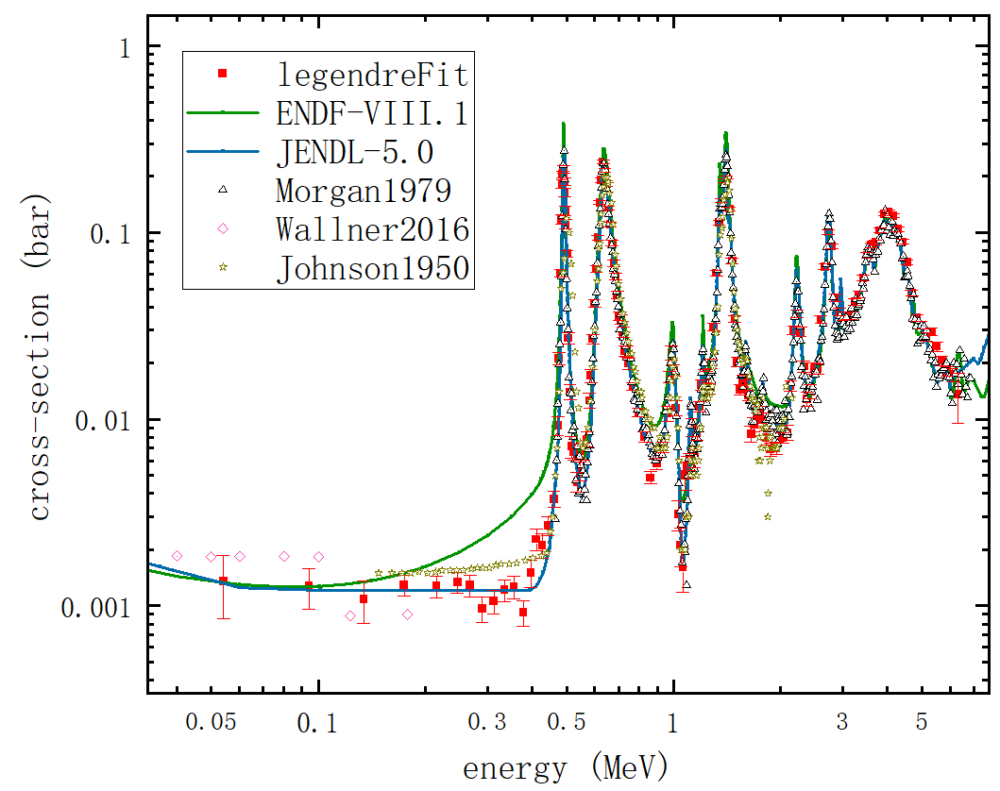 1
0.1
0.01
0.001
cross-section (bar)
legendreFit
ENDF-VIII.1
JENDL-5.0
Morgan1979
Wallner2016
Johnson1950
0.05 0.1 0.3 0.5 1 3 5
energy (MeV)